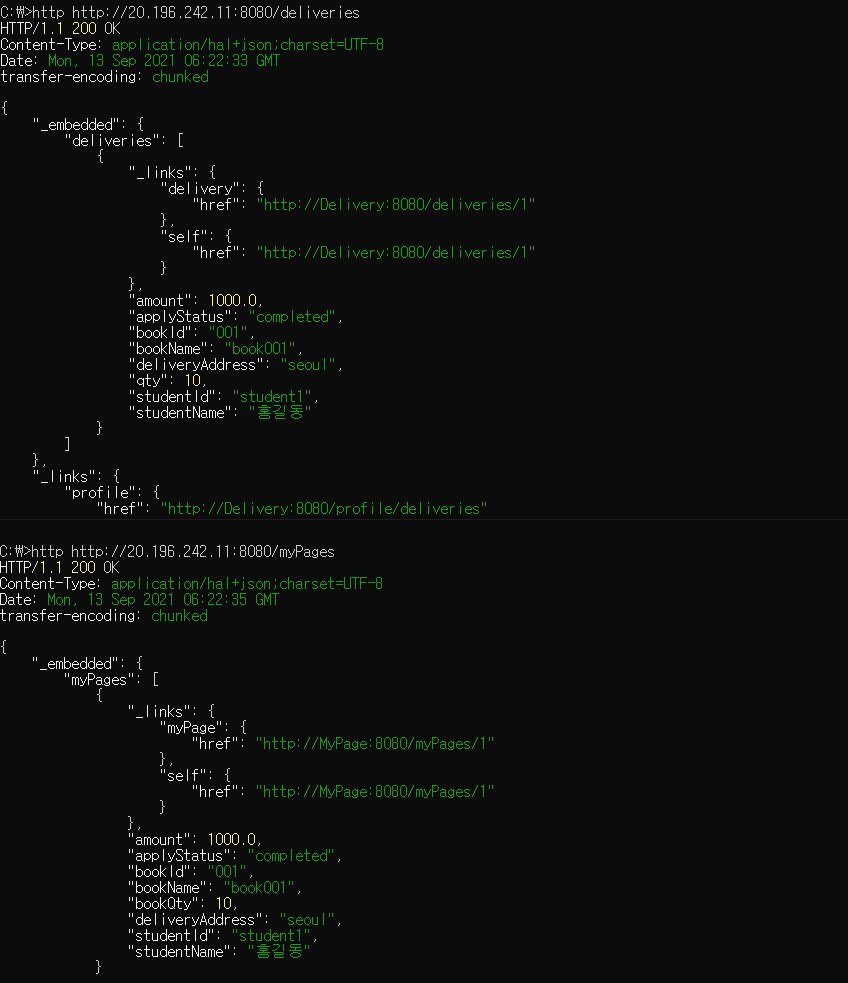 C:\>http http://20.196.242.11:8080/deliveries
HTTP/1.1 200 OK
Content-Type: application/hal+json;charset=UTF-8
Date: Mon, 13 Sep 2021 06:22:33 GMT
transfer-encoding: chunked
{
    "_embedded": {
        "deliveries": [
            {
                "_links": {
                    "delivery": {
                        "href": "http://Delivery:8080/deliveries/1"
                    },
                    "self": {
                        "href": "http://Delivery:8080/deliveries/1"
                    }
                },
                "amount": 1000.0,
                "applyStatus": "completed",
                "bookId": "001",
                "bookName": "book001",
                "deliveryAddress": "seoul",
                "qty": 10,
                "studentId": "student1",
                "studentName": "홍길동"
            }
        ]
    },
    "_links": {
        "profile": {
            "href": "http://Delivery:8080/profile/deliveries"
C:\>http http://20.196.242.11:8080/myPages
HTTP/1.1 200 OK
Content-Type: application/hal+json;charset=UTF-8
Date: Mon, 13 Sep 2021 06:22:35 GMT
transfer-encoding: chunked
{
    "_embedded": {
        "myPages": [
            {
                "_links": {
                    "myPage": {
                        "href": "http://MyPage:8080/myPages/1"
                    },
                    "self": {
                        "href": "http://MyPage:8080/myPages/1"
                    }
                },
                "amount": 1000.0,
                "applyStatus": "completed",
                "bookId": "001",
                "bookName": "book001",
                "bookQty": 10,
                "deliveryAddress": "seoul",
                "studentId": "student1",
                "studentName": "홍길동"
            }